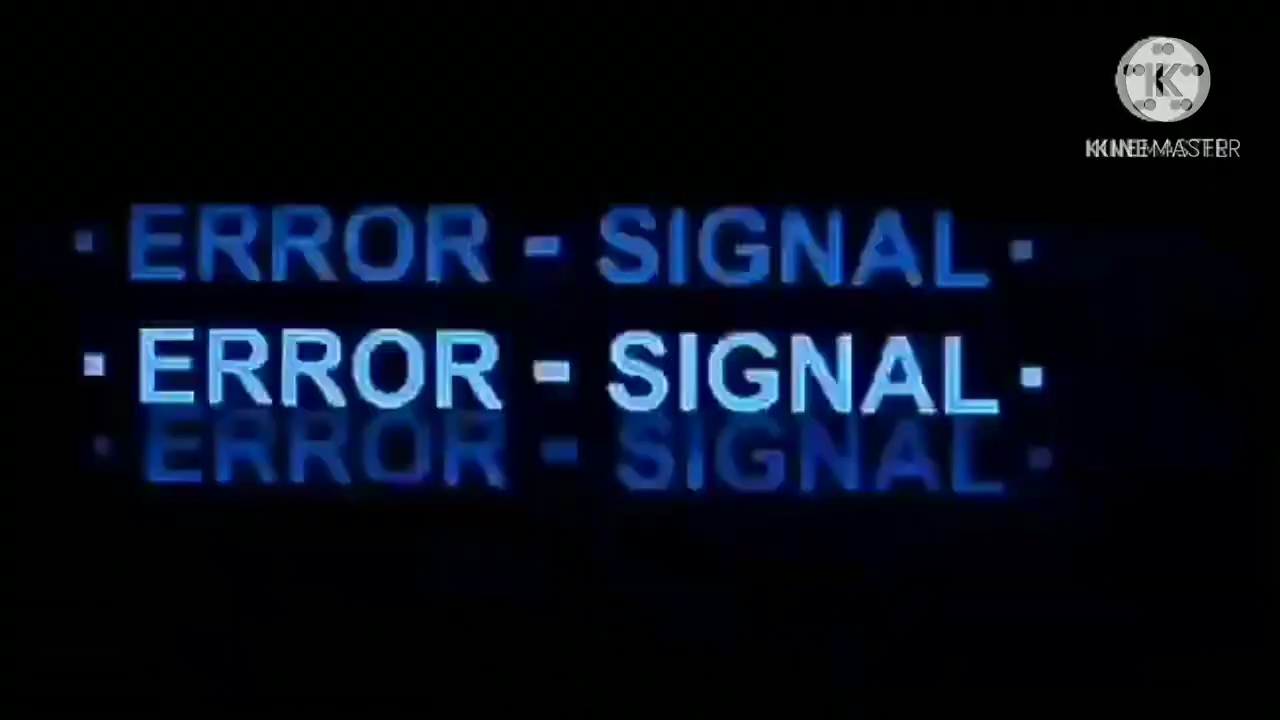 KINEMASTER
· ERROR - SIGNAL ·
· ERROR - SIGNAL ·
· ERROR - SIGNAL ·